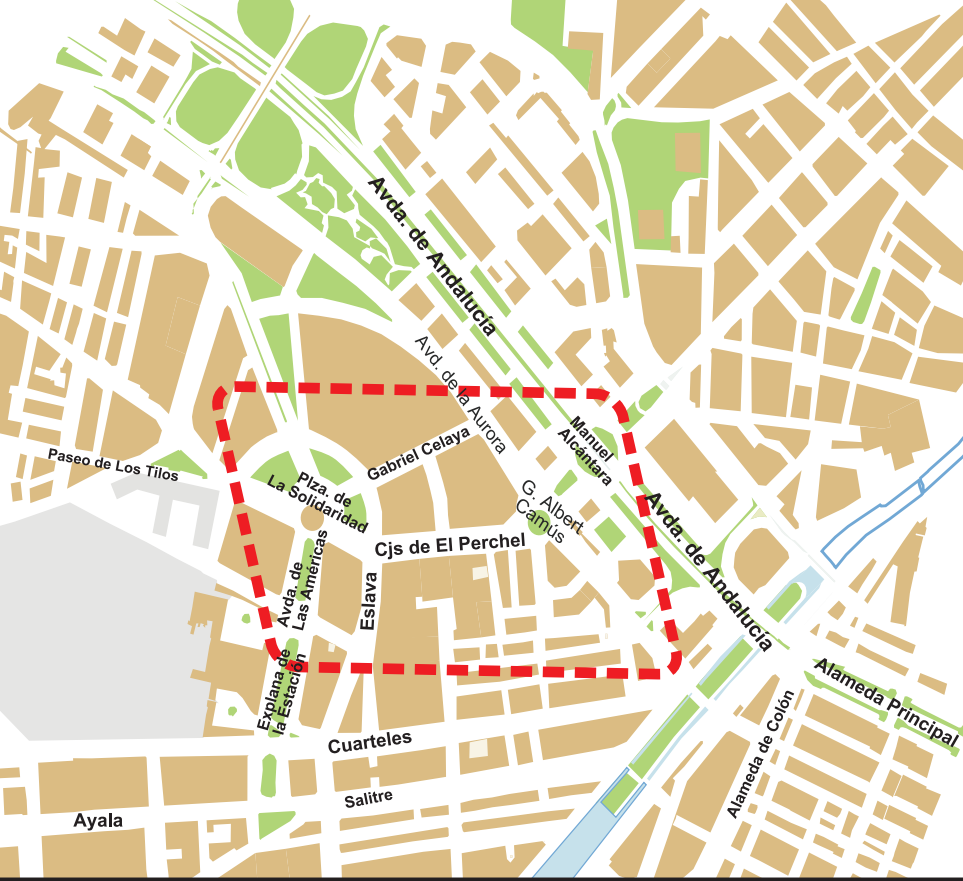 Avda. de Andalucía
Avd. de la Aurora
Manuel
Alcántara
Gabriel Celaya
Paseo de Los Tilos
Plza. de
La Solidaridad
G. Albert
Camús
Avda. de Andalucía
Cjs de El Perchel
Avda. de
Las Américas
Eslava
Explana de
la Estación
Alameda Principal
Alameda de Colón
Cuarteles
Salitre
Ayala